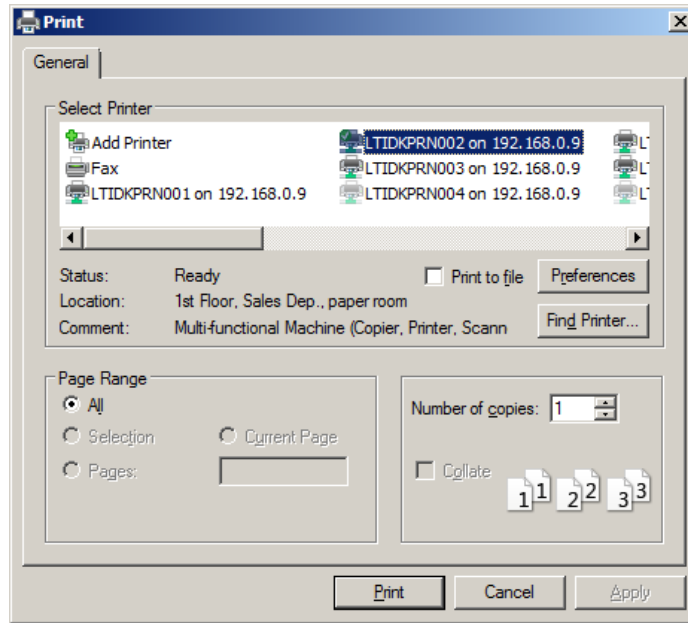 Print
General
Select Printer
Add Printer
Fax
LTIDKPRN001 on 192.168.0.9
LTIDKPRN002 on 192.168.0.9
LTIDKPRN003 on 192.168.0.9
LTIDKPRN004 on 192.168.0.9
Status: Ready
Print to file
Preferences
Location: 1st Floor, Sales Dep., paper room
Comment: Multi-functional Machine (Copier, Printer, Scann
Find Printer...
Page Range
All
Selection
Current Page
Pages:
Number of copies: 1
Collate
1 1 2 2 3 3
Print
Cancel
Apply